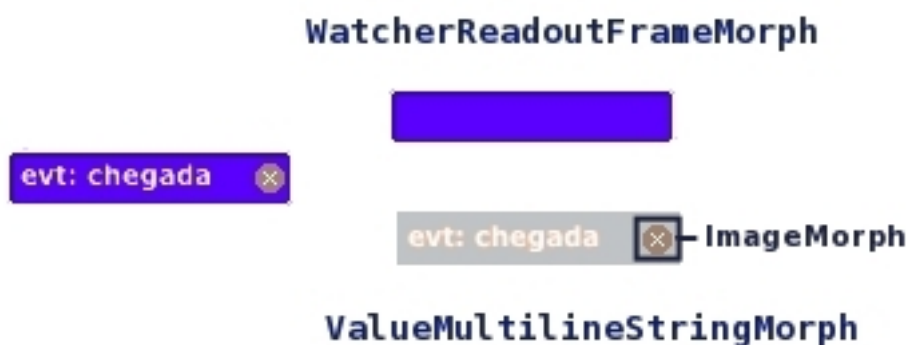 WatcherReadoutFrameMorph
evt: chegada
evt: chegada
ImageMorph
ValueMultilineStringMorph